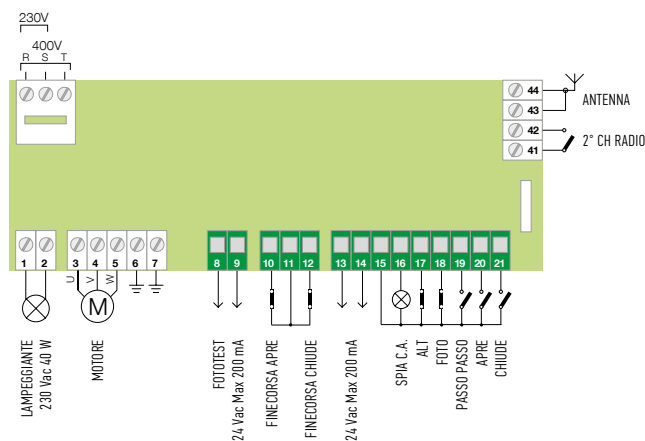 230V
400V
R S T
44
43
ANTENNA
42
41
2° CH RADIO
1 2 3 4 5 6 7 8 9 10 11 12 13 14 15 16 17 18 19 20 21
U V W
M
LAMPEGGIANTE
230 Vac 40 W
MOTORE
FOTOTEST
24 Vac Max 200 mA
FINECORSA APRE
FINECORSA CHIUDE
24 Vac Max 200 mA
SPIA C.A.
ALT
FOTO
PASSO PASSO
APRE
CHIUDE